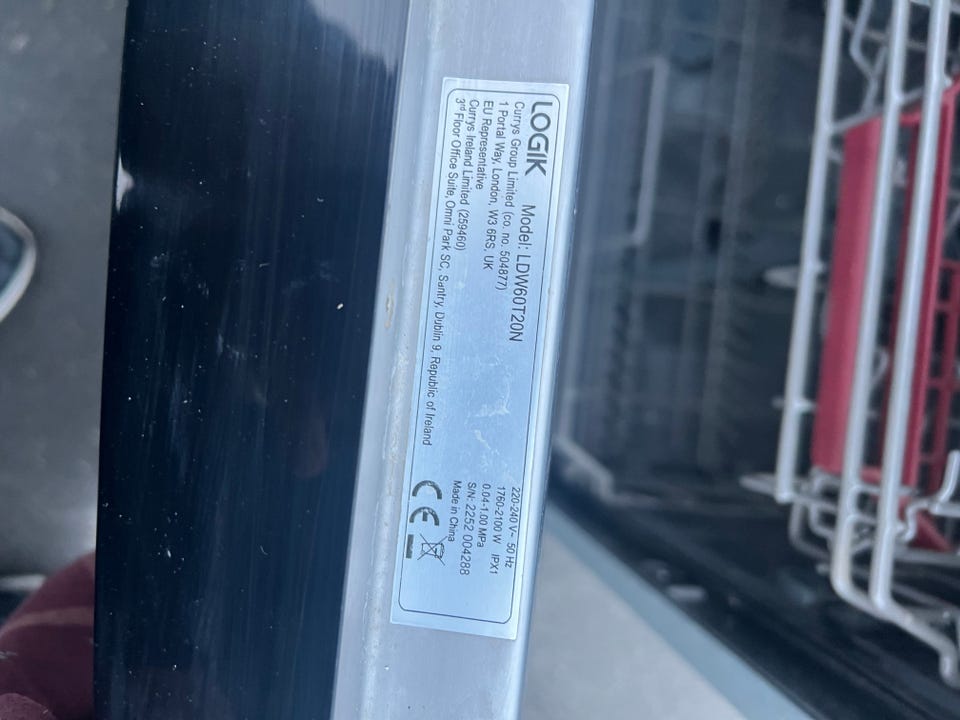 LOGIK Model: LDW60T20N
Currys Group Limited (co. no. 504877)
1 Portal Way, London, W3 6RS, UK
EU Representative
Currys Ireland Limited (259460)
3rd Floor Office Suite, Omni Park SC, Santry, Dublin 9, Republic of Ireland
220-240 V~ 50 Hz
1760-2100 W IPX1
0.04-1.00 MPa
S/N: 2252 004288
Made in China
CE